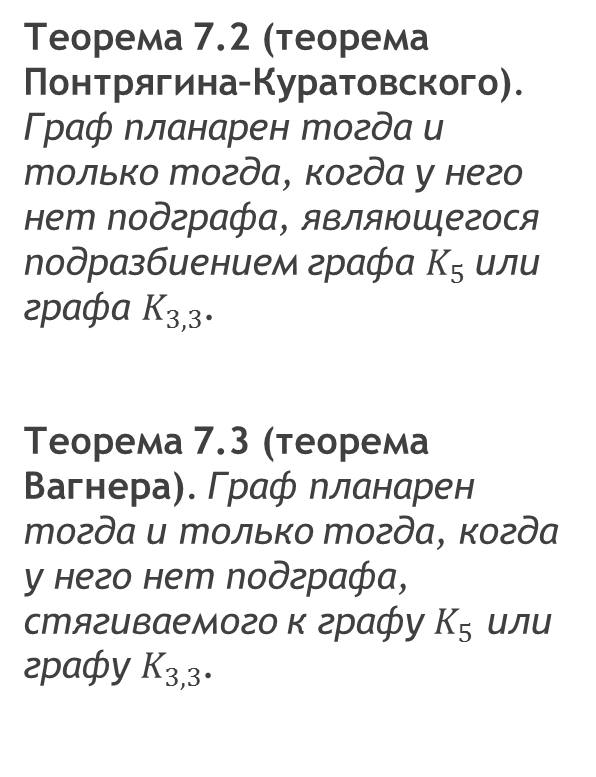 Теорема 7.2 (теорема
Понтрягина–Куратовского).
Граф планарен тогда и
только тогда, когда у него
нет подграфа, являющегося
подразбиением графа K₅ или
графа K₃,₃.
Теорема 7.3 (теорема
Вагнера). Граф планарен
тогда и только тогда, когда
у него нет подграфа,
стягиваемого к графу K₅ или
графу K₃,₃.